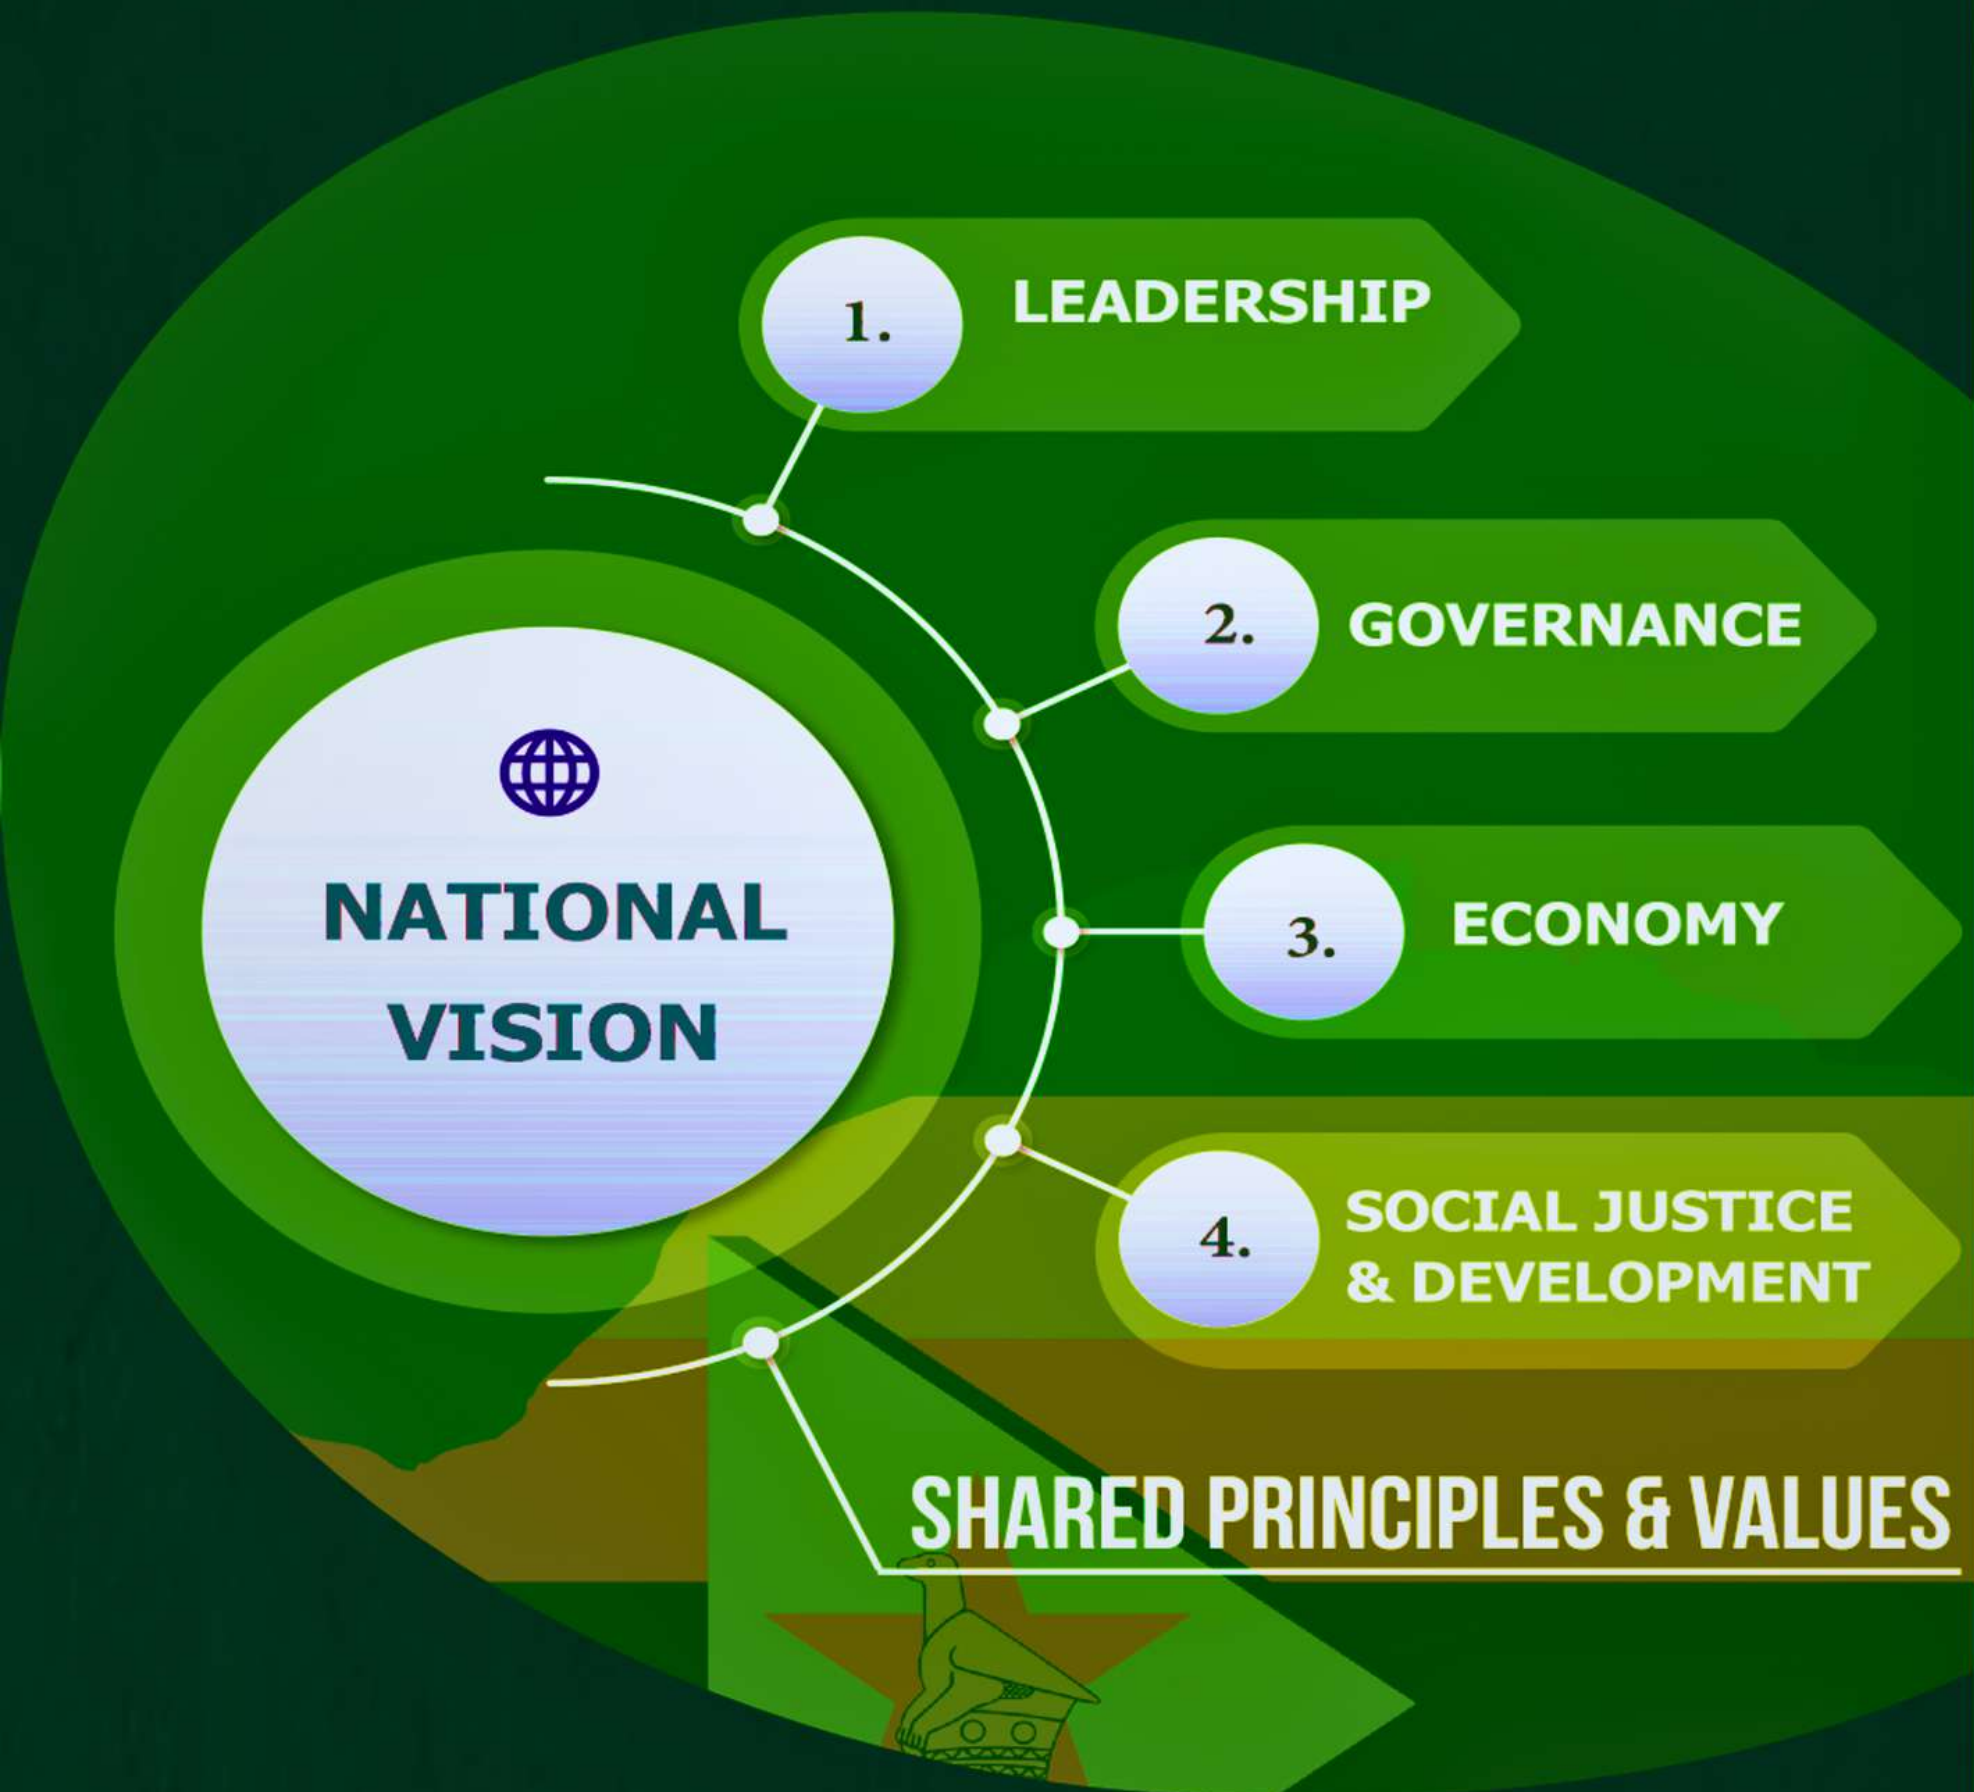 1. LEADERSHIP
2. GOVERNANCE
NATIONAL
VISION
3. ECONOMY
4. SOCIAL JUSTICE
& DEVELOPMENT
SHARED PRINCIPLES & VALUES